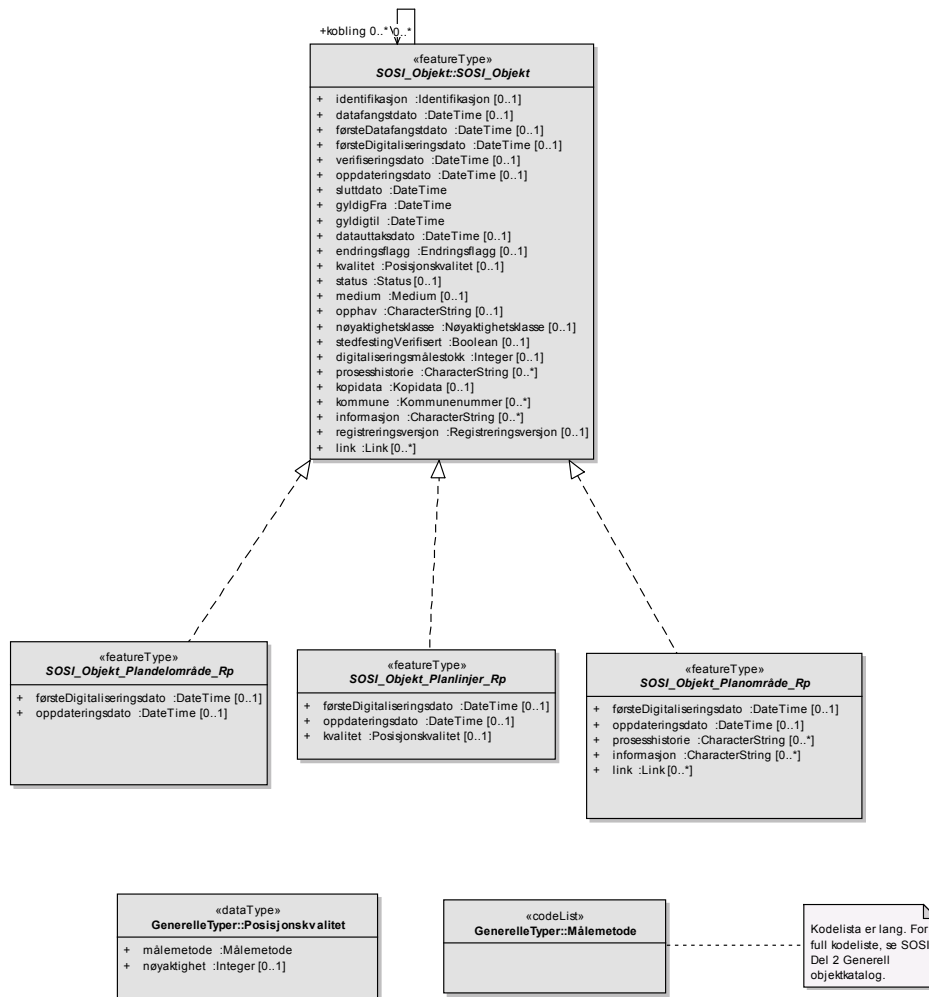 +kobling 0..* 0..*
«featureType»
SOSI_Objekt::SOSI_Objekt
+ identifikasjon :Identifikasjon [0..1]
+ datafangstdato :DateTime [0..1]
+ førsteDatafangstdato :DateTime [0..1]
+ førsteDigitaliseringsdato :DateTime [0..1]
+ verifiseringsdato :DateTime [0..1]
+ oppdateringsdato :DateTime [0..1]
+ sluttdato :DateTime
+ gyldigFra :DateTime
+ gyldigtil :DateTime
+ datauttaksdato :DateTime [0..1]
+ endringsflagg :Endringsflagg [0..1]
+ kvalitet :Posisjonskvalitet [0..1]
+ status :Status [0..1]
+ medium :Medium [0..1]
+ opphav :CharacterString [0..1]
+ nøyaktighetsklasse :Nøyaktighetsklasse [0..1]
+ stedfestingVerifisert :Boolean [0..1]
+ digitaliseringsmålestokk :Integer [0..1]
+ prosesshistorie :CharacterString [0..*]
+ kopidata :Kopidata [0..1]
+ kommune :Kommunenummer [0..*]
+ informasjon :CharacterString [0..*]
+ registreringsversjon :Registreringsversjon [0..1]
+ link :Link [0..*]
«featureType»
SOSI_Objekt_Plandelområde_Rp
+ førsteDigitaliseringsdato :DateTime [0..1]
+ oppdateringsdato :DateTime [0..1]
«featureType»
SOSI_Objekt_Planlinjer_Rp
+ førsteDigitaliseringsdato :DateTime [0..1]
+ oppdateringsdato :DateTime [0..1]
+ kvalitet :Posisjonskvalitet [0..1]
«featureType»
SOSI_Objekt_Planområde_Rp
+ førsteDigitaliseringsdato :DateTime [0..1]
+ oppdateringsdato :DateTime [0..1]
+ prosesshistorie :CharacterString [0..*]
+ informasjon :CharacterString [0..*]
+ link :Link [0..*]
«dataType»
GenerelleTyper::Posisjonskvalitet
+ målemetode :Målemetode
+ nøyaktighet :Integer [0..1]
«codeList»
GenerelleTyper::Målemetode
Kodelista er lang. For
full kodeliste, se SOSI
Del 2 Generell
objektkatalog.